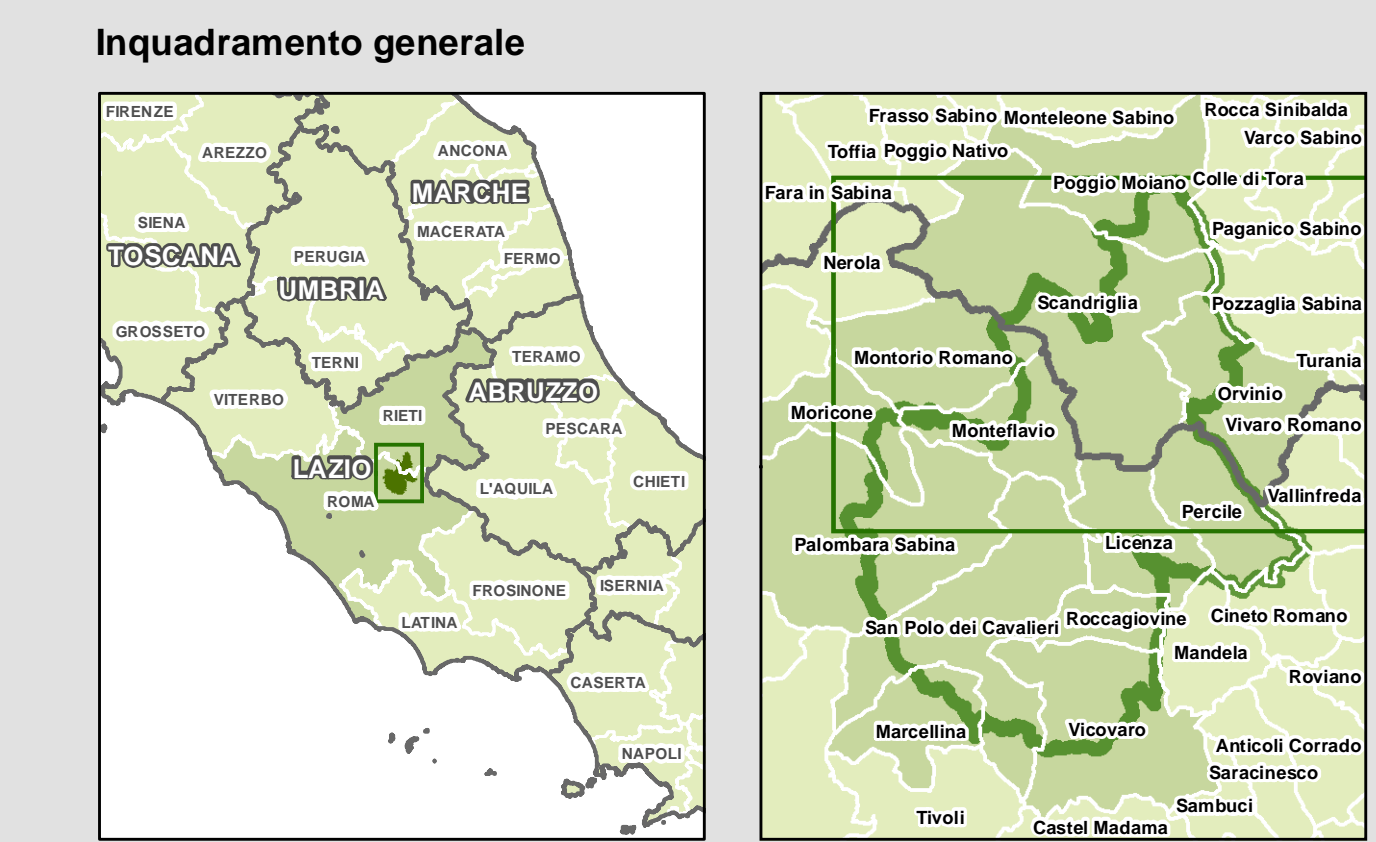 Inquadramento generale
FIRENZE
AREZZO
ANCONA
MARCHE
SIENA
MACERATA
TOSCANA
PERUGIA
FERMO
UMBRIA
GROSSETO
TERNI
TERAMO
ABRUZZO
VITERBO
RIETI
PESCARA
LAZIO
CHIETI
L'AQUILA
ROMA
FROSINONE
ISERNIA
LATINA
CASERTA
NAPOLI
Frasso Sabino
Monteleone Sabino
Rocca Sinibalda
Varco Sabino
Toffia
Poggio Nativo
Poggio Moiano
Colle di Tora
Fara in Sabina
Paganico Sabino
Nerola
Scandriglia
Pozzaglia Sabina
Montorio Romano
Turania
Orvinio
Moricone
Monteflavio
Vivaro Romano
Vallinfreda
Percile
Palombara Sabina
Licenza
San Polo dei Cavalieri
Roccagiovine
Cineto Romano
Mandela
Roviano
Marcellina
Vicovaro
Anticoli Corrado
Saracinesco
Sambuci
Tivoli
Castel Madama